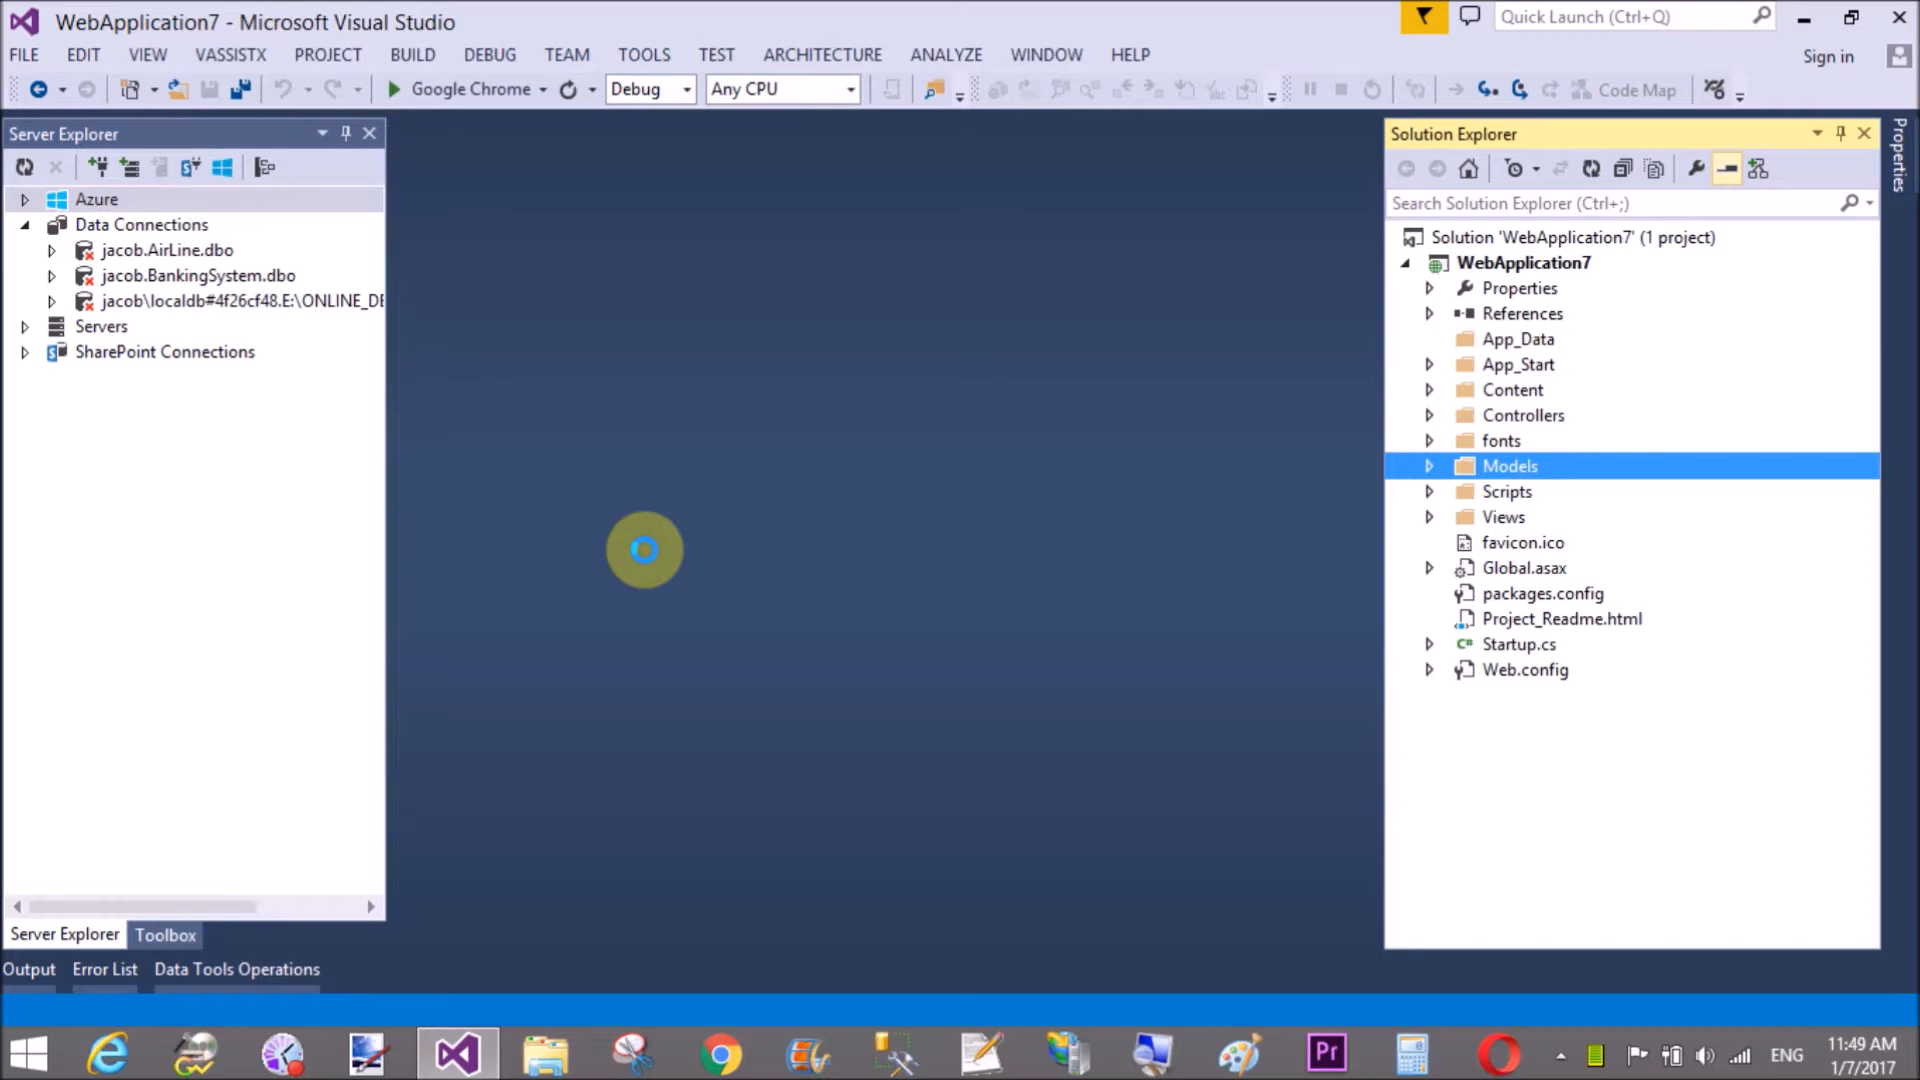 WebApplication7 - Microsoft Visual Studio
Quick Launch (Ctrl+Q)
FILE EDIT VIEW VASSISTX PROJECT BUILD DEBUG TEAM TOOLS TEST ARCHITECTURE ANALYZE WINDOW HELP
Sign in
Google Chrome Debug Any CPU Code Map
Server Explorer
Azure
Data Connections
jacob.AirLine.dbo
jacob.BankingSystem.dbo
jacob\localdb#4f26cf48.E:\ONLINE_DE
Servers
SharePoint Connections
Server Explorer Toolbox
Output Error List Data Tools Operations
Solution Explorer
Search Solution Explorer (Ctrl+;)
Solution 'WebApplication7' (1 project)
WebApplication7
Properties
References
App_Data
App_Start
Content
Controllers
fonts
Models
Scripts
Views
favicon.ico
Global.asax
packages.config
Project_Readme.html
Startup.cs
Web.config
Properties
Pr
ENG
11:49 AM
1/7/2017